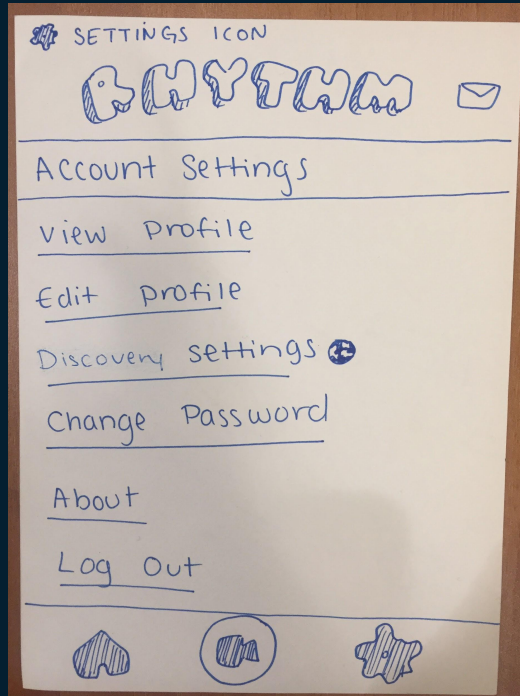 SETTINGS ICON
RHYTHM
Account Settings
View Profile
Edit Profile
Discovery Settings
Change Password
About
Log Out